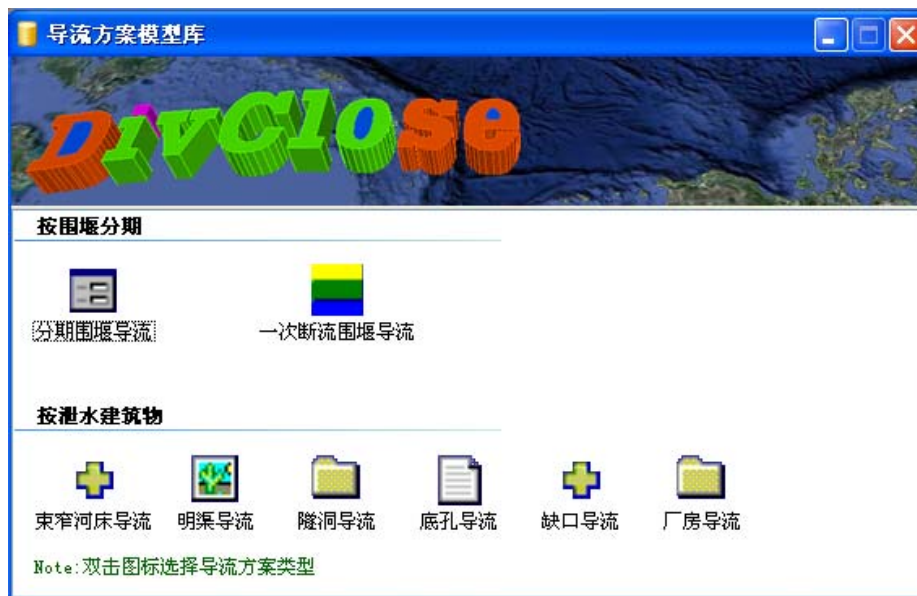 导流方案模型库
DivClose
按围堰分期
分期围堰导流 一次断流围堰导流
按泄水建筑物
束窄河床导流 明渠导流 隧洞导流 底孔导流 缺口导流 厂房导流
Note:双击图标选择导流方案类型